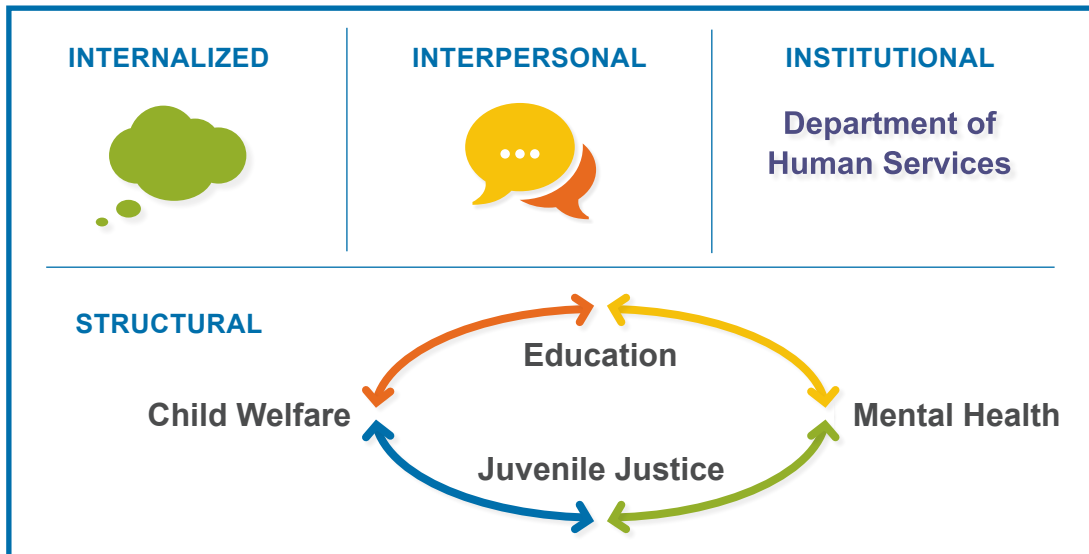 INTERNALIZED
INTERPERSONAL
INSTITUTIONAL
Department of
Human Services
STRUCTURAL
Education
Child Welfare
Mental Health
Juvenile Justice